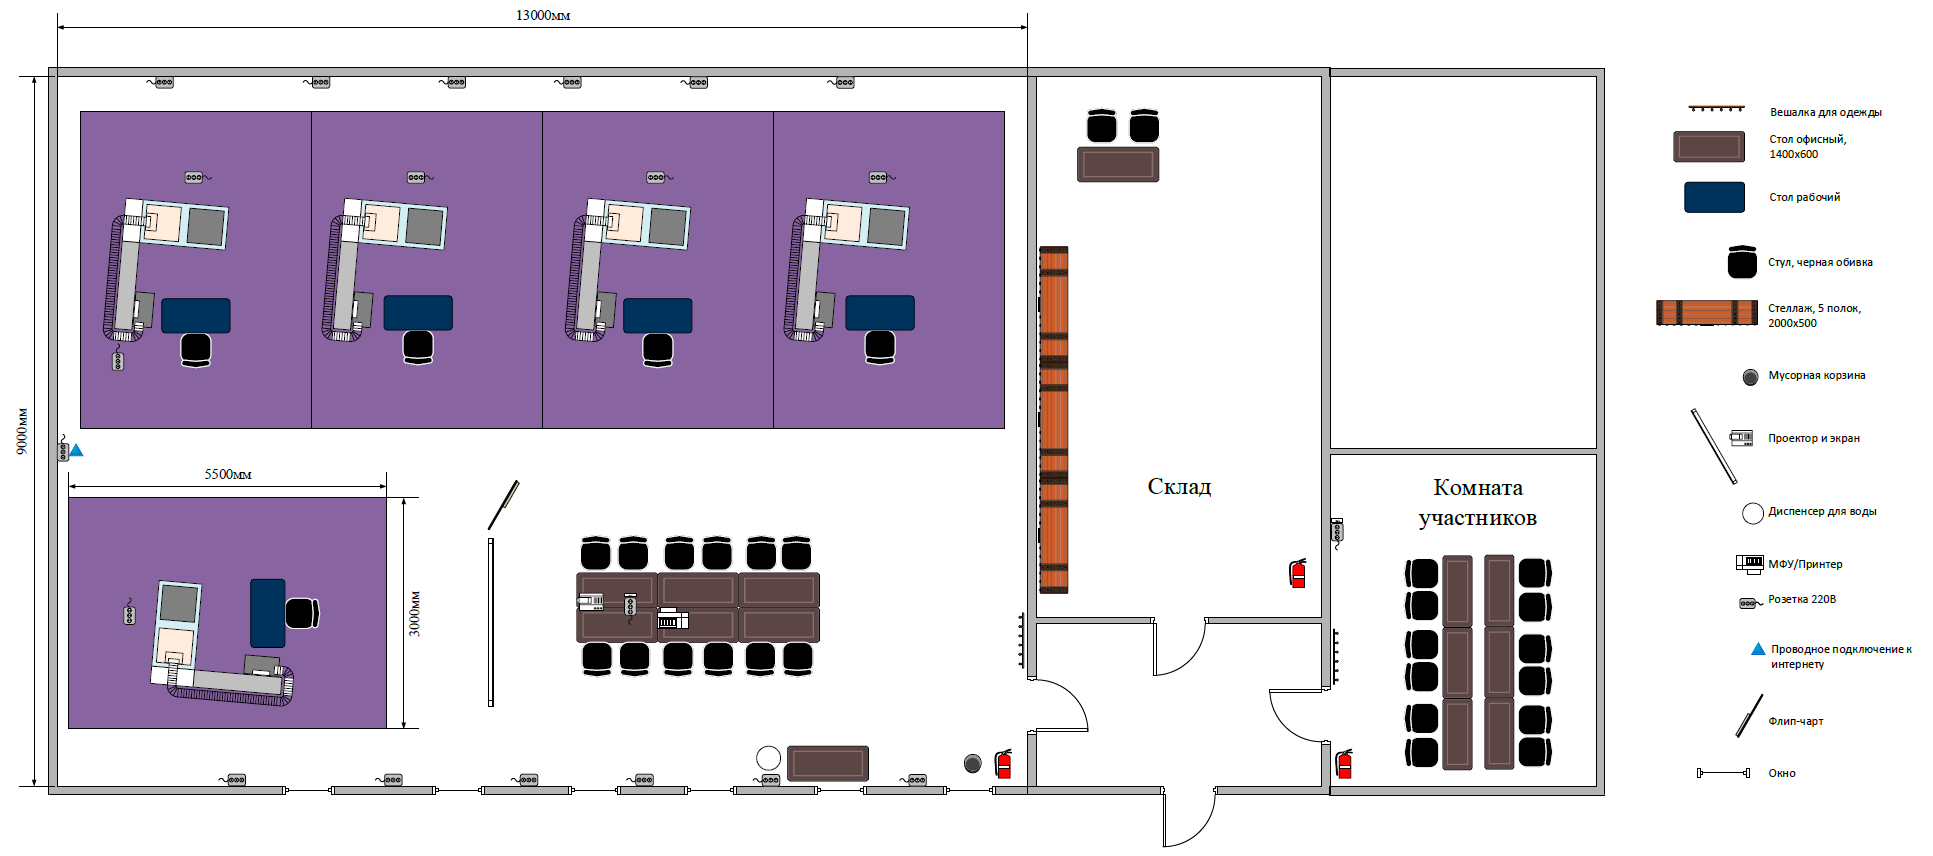 13000мм
9000мм
5500мм
3000мм
Склад
Комната
участников
Вешалка для одежды
Стол офисный,
1400х600
Стол рабочий
Стул, черная обивка
Стеллаж, 5 полок,
2000х500
Мусорная корзина
Проектор и экран
Диспенсер для воды
МФУ/Принтер
Розетка 220В
Проводное подключение к
интернету
Флип-чарт
Окно